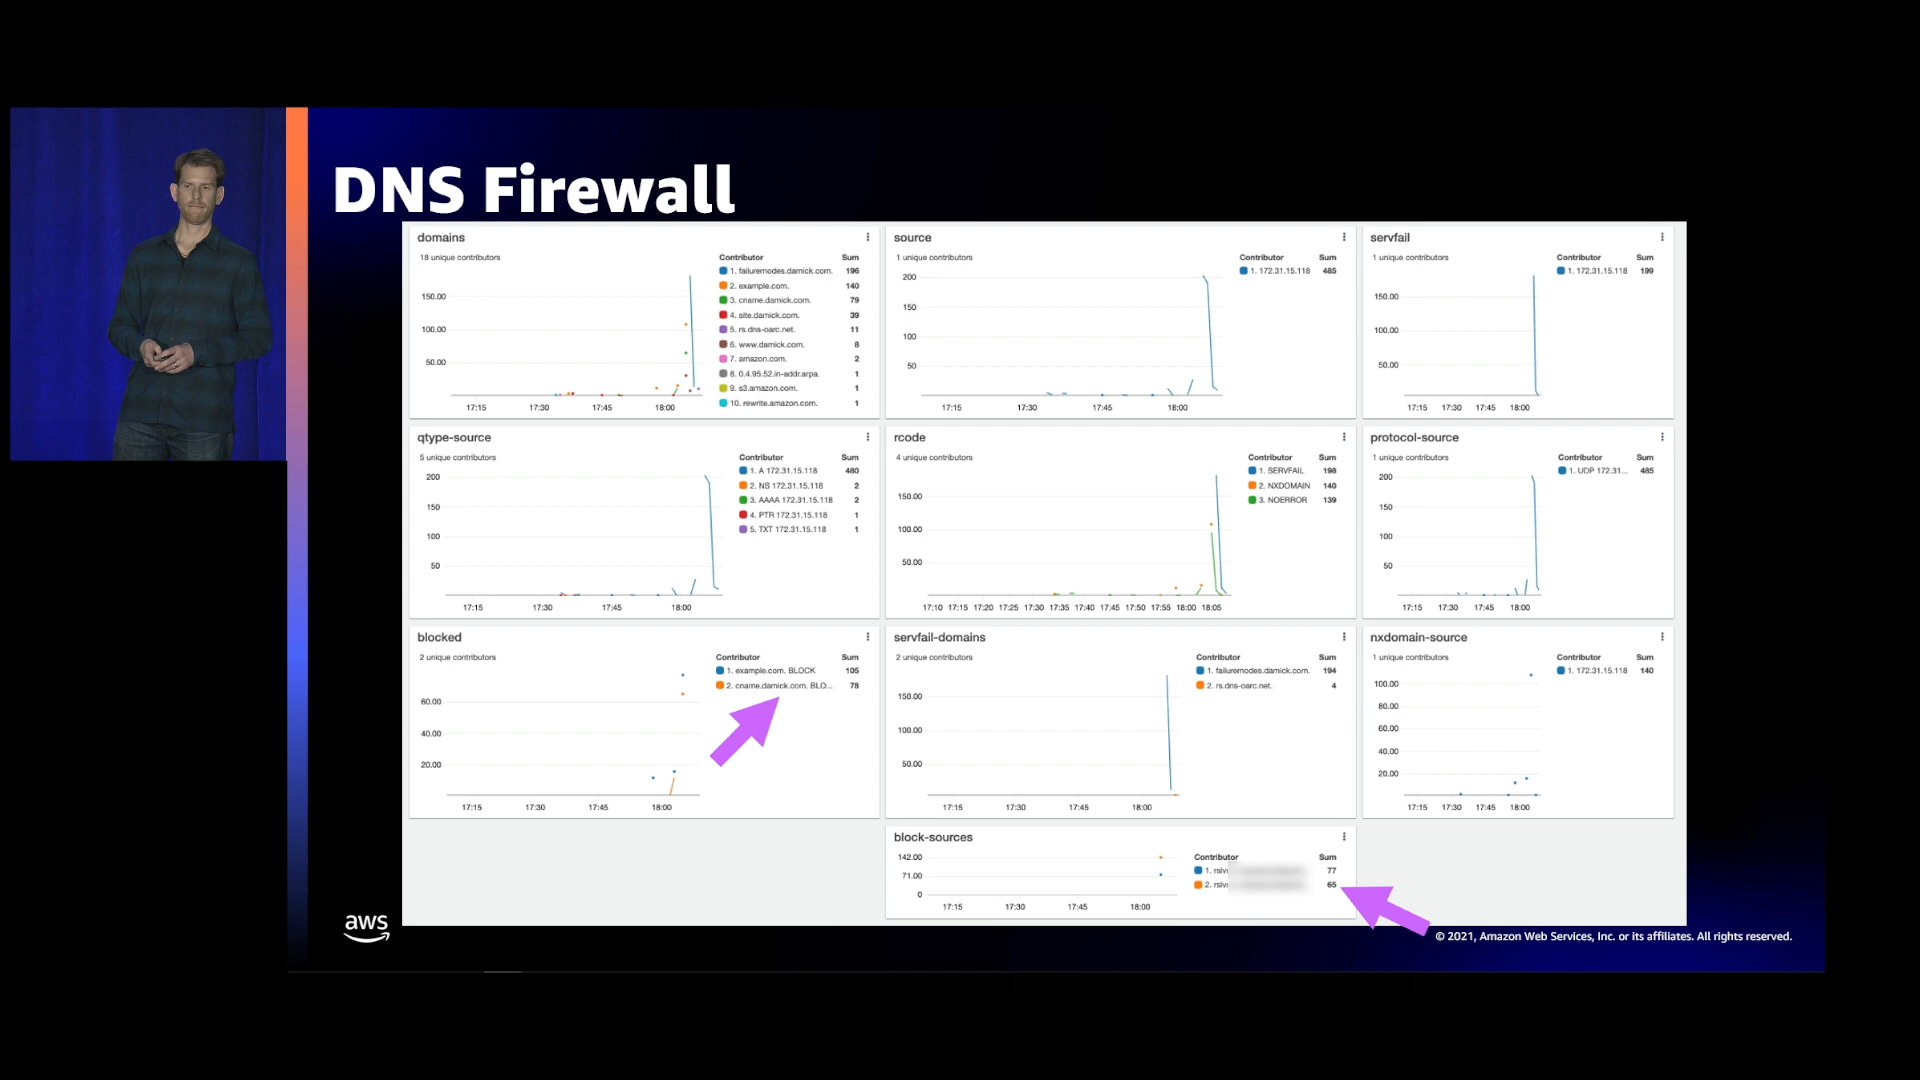 DNS Firewall
domains
18 unique contributors
150.00
100.00
50.00
17:15 17:30 17:45 18:00
Contributor Sum
1. failuremodes.damick.com. 196
2. example.com. 140
3. cname.damick.com. 79
4. site.damick.com. 39
5. rs.dns-oarc.net. 11
6. www.damick.com. 8
7. amazon.com. 2
8. 0.4.95.52.in-addr.arpa. 1
9. s3.amazon.com. 1
10. rewrite.amazon.com. 1
source
1 unique contributors
200
150
100
50
17:15 17:30 17:45 18:00
Contributor Sum
1. 172.31.15.118 485
servfail
1 unique contributors
150.00
100.00
50.00
17:15 17:30 17:45 18:00
Contributor Sum
1. 172.31.15.118 199
qtype-source
5 unique contributors
200
150
100
50
17:15 17:30 17:45 18:00
Contributor Sum
1. A 172.31.15.118 480
2. NS 172.31.15.118 2
3. AAAA 172.31.15.118 2
4. PTR 172.31.15.118 1
5. TXT 172.31.15.118 1
rcode
4 unique contributors
150.00
100.00
50.00
17:10 17:15 17:20 17:25 17:30 17:35 17:40 17:45 17:50 17:55 18:00 18:05
Contributor Sum
1. SERVFAIL 198
2. NXDOMAIN 140
3. NOERROR 139
protocol-source
1 unique contributors
200
150
100
50
17:15 17:30 17:45 18:00
Contributor Sum
1. UDP 172.31... 485
blocked
2 unique contributors
60.00
40.00
20.00
17:15 17:30 17:45 18:00
Contributor Sum
1. example.com. BLOCK 105
2. cname.damick.com. BLO... 78
servfail-domains
2 unique contributors
150.00
100.00
50.00
17:15 17:30 17:45 18:00
Contributor Sum
1. failuremodes.damick.com. 194
2. rs.dns-oarc.net. 4
nxdomain-source
1 unique contributors
100.00
80.00
60.00
40.00
20.00
17:15 17:30 17:45 18:00
Contributor Sum
1. 172.31.15.118 140
block-sources
142.00
71.00
0
17:15 17:30 17:45 18:00
Contributor Sum
1. 77
2. 65
aws
© 2021, Amazon Web Services, Inc. or its affiliates. All rights reserved.